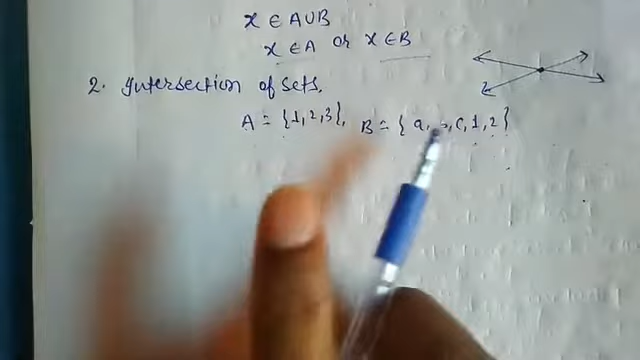 x ∈ A∪B
x ∈ A or x ∈ B
2. Intersection of sets.
A = {1,2,3}, B = {a, b, c, 1, 2}